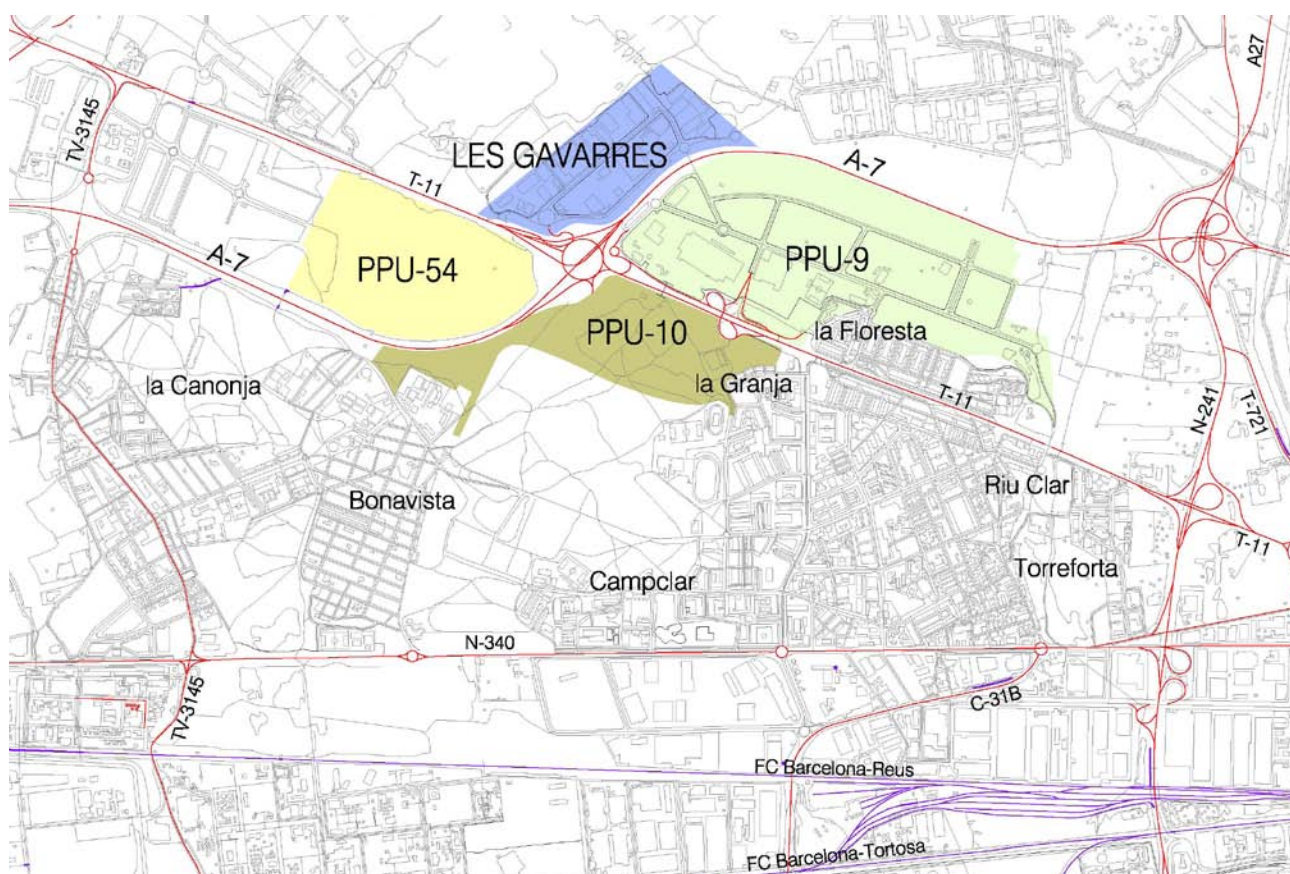 A27
TV-3145
LES GAVARRES
A-7
T-11
A-7
PPU-54
PPU-9
PPU-10
la Floresta
la Canonja
la Granja
T-11
N-241
T-721
Bonavista
Riu Clar
T-11
Campclar
Torreforta
N-340
TV-3145
C-31B
FC Barcelona-Reus
FC Barcelona-Tortosa